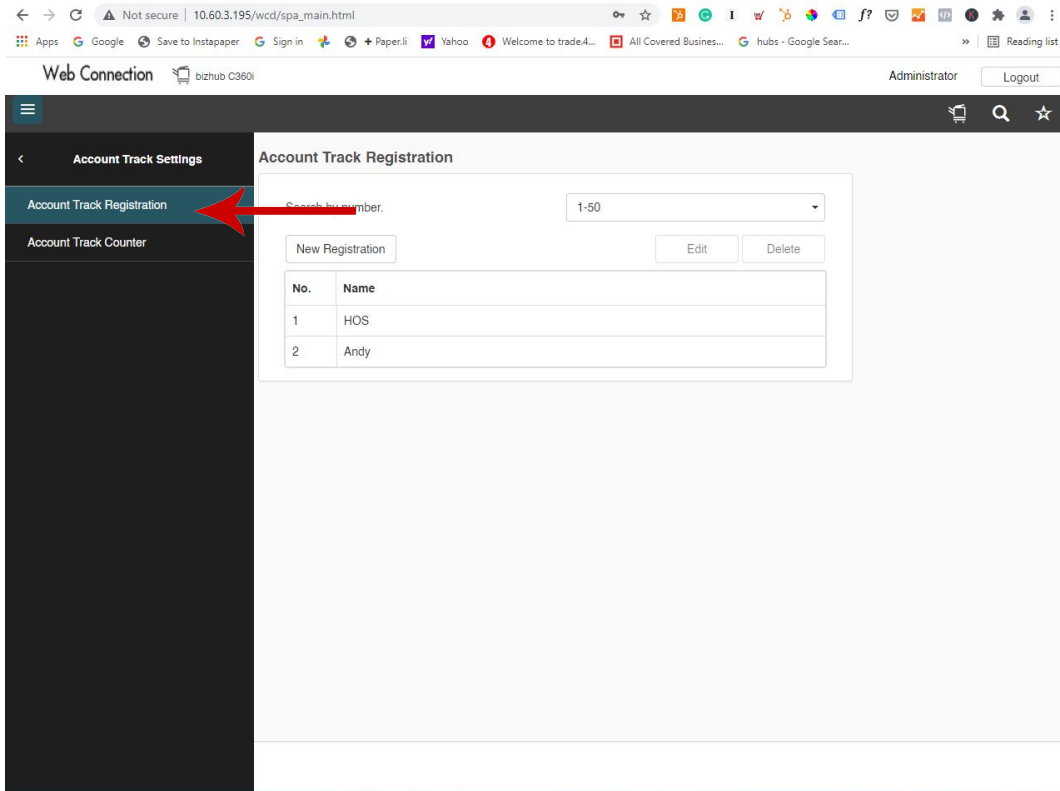 Not secure | 10.60.3.195/wcd/spa_main.html
Apps Google Save to Instapaper Sign in + Paper.li Yahoo Welcome to trade.4... All Covered Busines... hubs - Google Sear... » Reading list
Web Connection bizhub C360i Administrator Logout
Account Track Settings
Account Track Registration
Account Track Counter
Account Track Registration
Search by number. 1-50
New Registration Edit Delete
No. Name
1 HOS
2 Andy